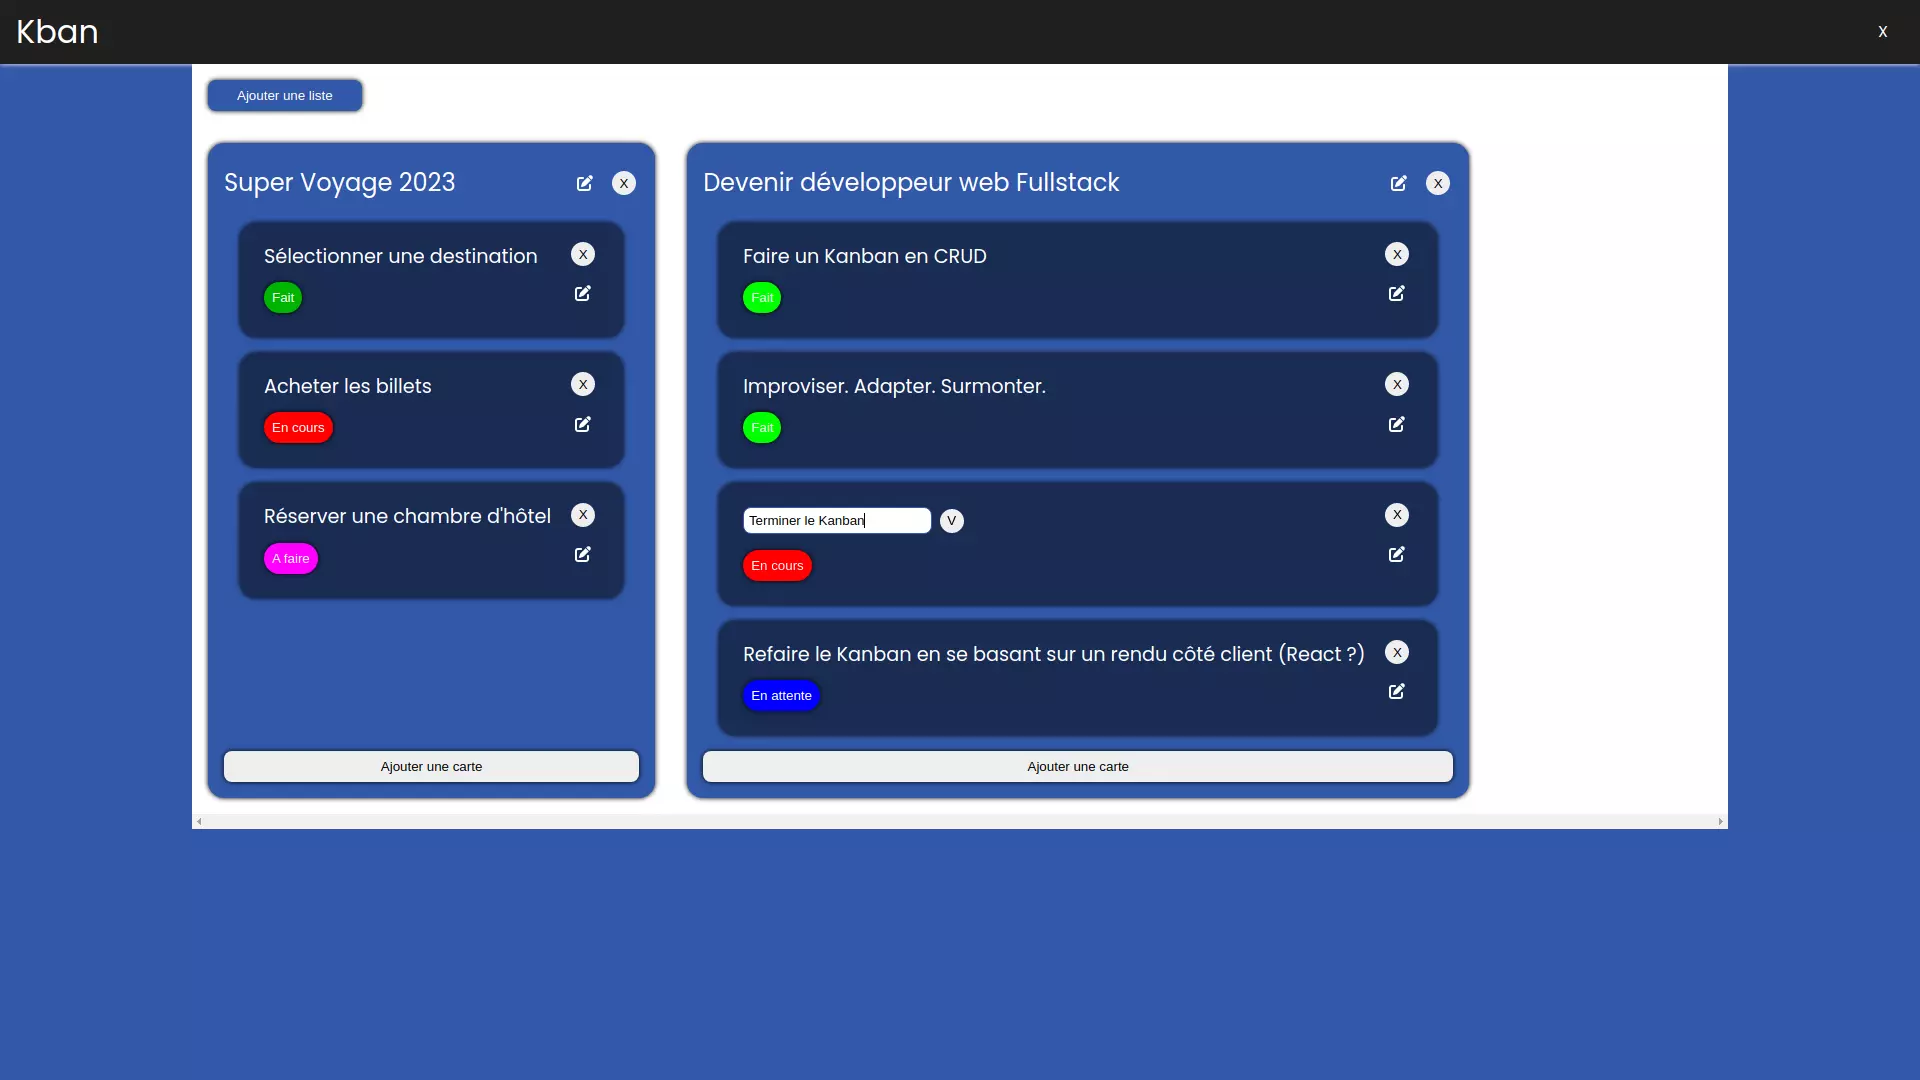 Kban
X
Ajouter une liste
Super Voyage 2023
X
Sélectionner une destination
X
Fait
Acheter les billets
X
En cours
Réserver une chambre d'hôtel
X
A faire
Ajouter une carte
Devenir développeur web Fullstack
X
Faire un Kanban en CRUD
X
Fait
Improviser. Adapter. Surmonter.
X
Fait
Terminer le Kanban
V
X
En cours
Refaire le Kanban en se basant sur un rendu côté client (React ?)
X
En attente
Ajouter une carte